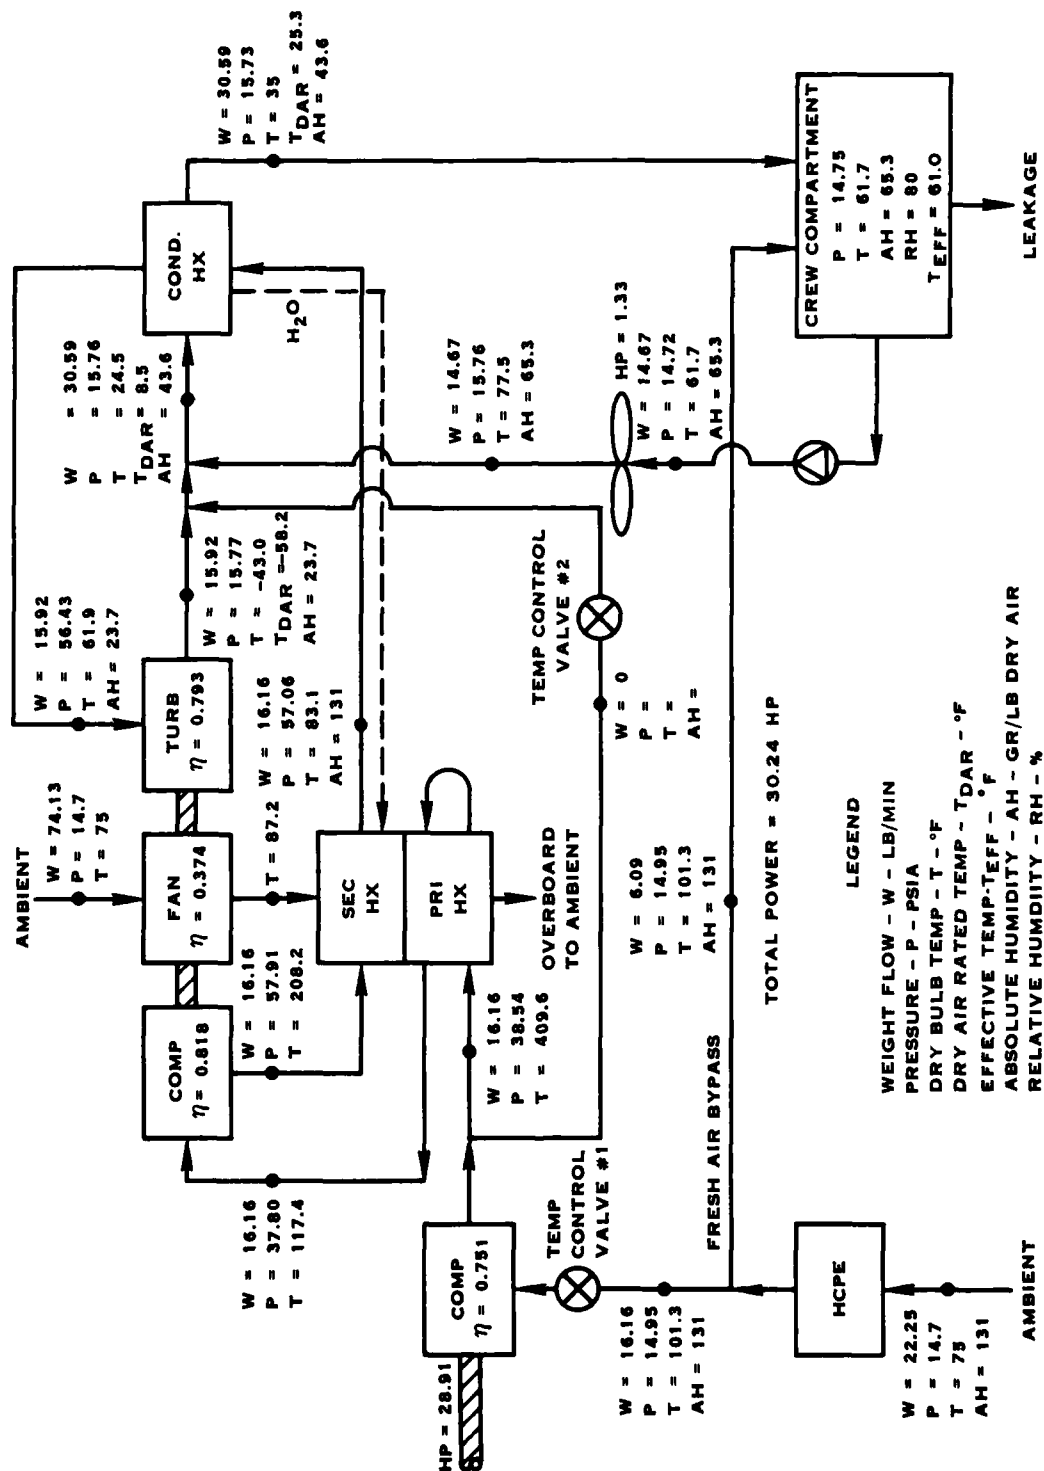 AMBIENT
W = 74.13
P = 14.7
T = 75
COMP
η = 0.818
FAN
η = 0.374
TURB
η = 0.793
COND.
HX
W = 15.92
P = 56.43
T = 61.9
AH = 23.7
W = 15.92
P = 15.77
T = -43.0
TDAR = -58.2
AH = 23.7
W = 30.59
P = 15.76
T = 24.5
TDAR = 8.5
AH = 43.6
W = 30.59
P = 15.73
T = 35
TDAR = 25.3
AH = 43.6
W = 16.16
P = 37.80
T = 117.4
W = 16.16
P = 57.91
T = 208.2
T = 87.2
W = 16.16
P = 57.06
T = 83.1
AH = 131
H2O
SEC
HX
PRI
HX
OVERBOARD
TO AMBIENT
W = 14.67
P = 15.76
T = 77.5
AH = 65.3
HP = 1.33
W = 14.67
P = 14.72
T = 61.7
AH = 65.3
HP = 28.91
COMP
η = 0.751
W = 16.16
P = 38.54
T = 409.6
TEMP CONTROL
VALVE #2
W = 0
P =
T =
AH =
TEMP
CONTROL
VALVE #1
W = 16.16
P = 14.95
T = 101.3
AH = 131
FRESH AIR BYPASS
W = 6.09
P = 14.95
T = 101.3
AH = 131
TOTAL POWER = 30.24 HP
CREW COMPARTMENT
P = 14.75
T = 61.7
AH = 65.3
RH = 80
TEFF = 61.0
LEAKAGE
HCPE
W = 22.25
P = 14.7
T = 75
AH = 131
AMBIENT
LEGEND
WEIGHT FLOW - W - LB/MIN
PRESSURE - P - PSIA
DRY BULB TEMP - T - °F
DRY AIR RATED TEMP - TDAR - °F
EFFECTIVE TEMP-TEFF - °F
ABSOLUTE HUMIDITY - AH - GR/LB DRY AIR
RELATIVE HUMDITY - RH - %